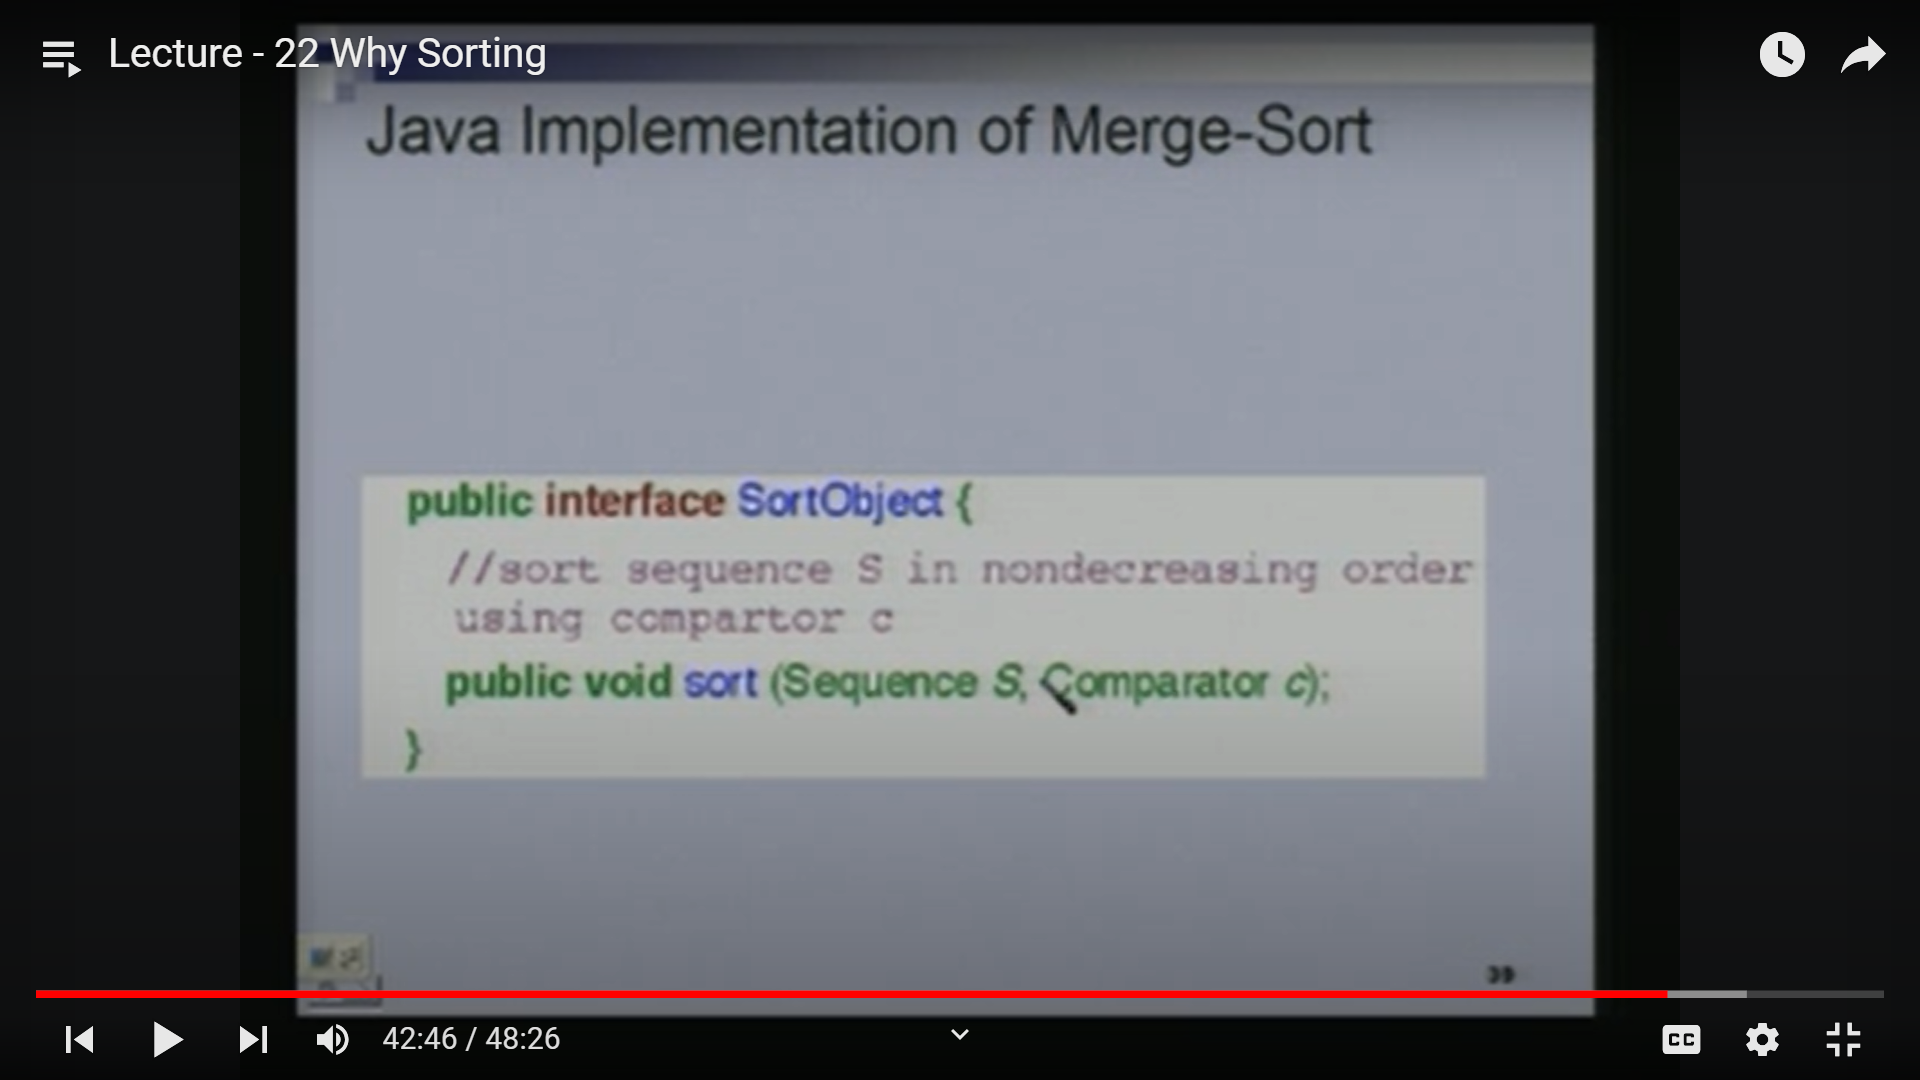 Lecture - 22 Why Sorting
Java Implementation of Merge-Sort
public interface SortObject {
//sort sequence S in nondecreasing order
using compartor c
public void sort (Sequence S, Comparator c);
}
42:46 / 48:26
CC